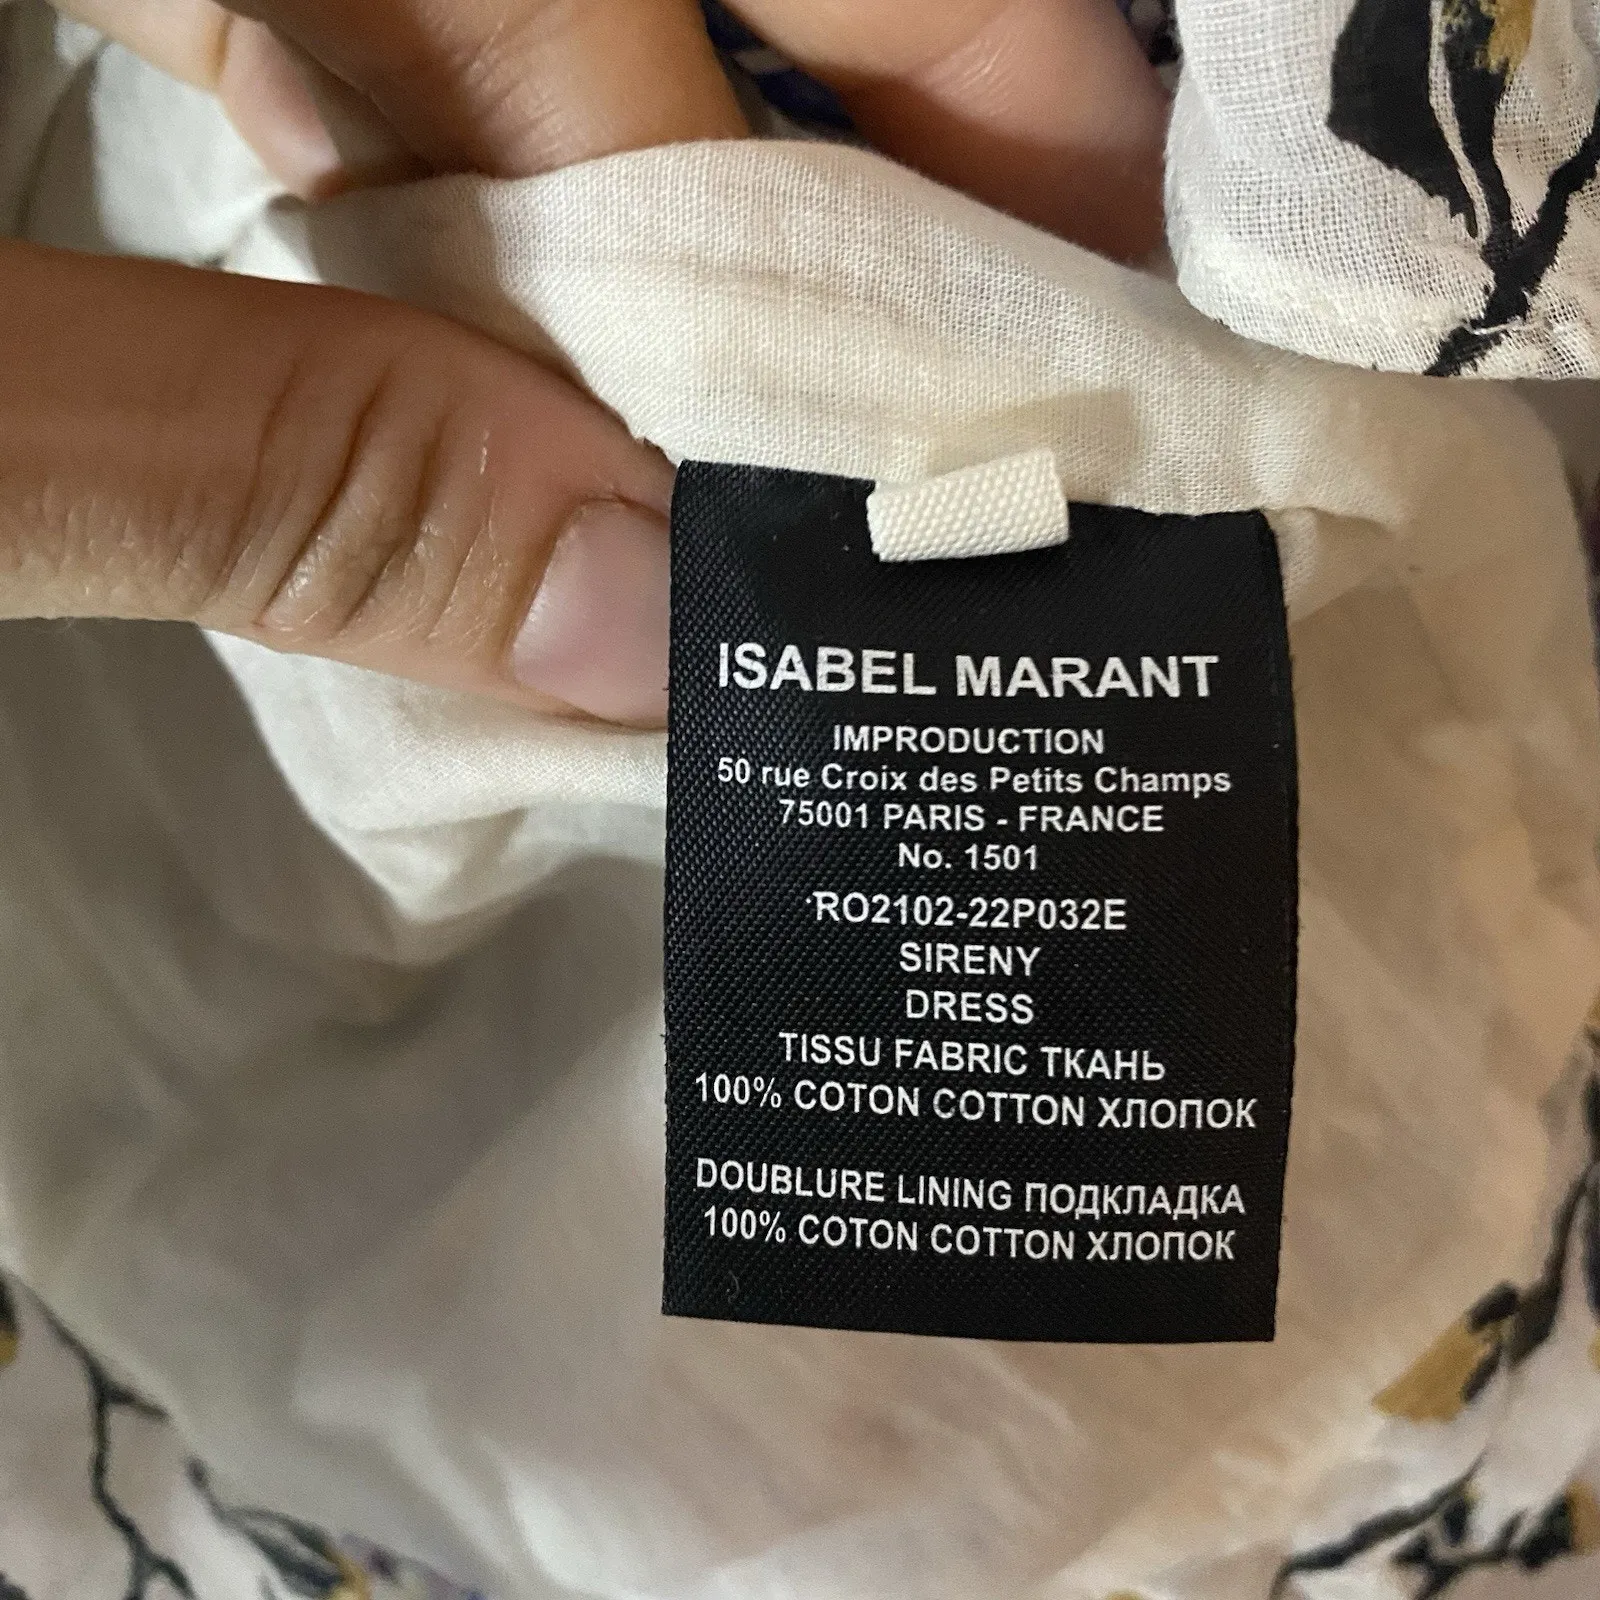 ISABEL MARANT
IMPRODUCTION
50 rue Croix des Petits Champs
75001 PARIS - FRANCE
No. 1501
RO2102-22P032E
SIRENY
DRESS
TISSU FABRIC ТКАНЬ
100% COTON COTTON ХЛОПОК
DOUBLURE LINING ПОДКЛАДКА
100% COTON COTTON ХЛОПОК